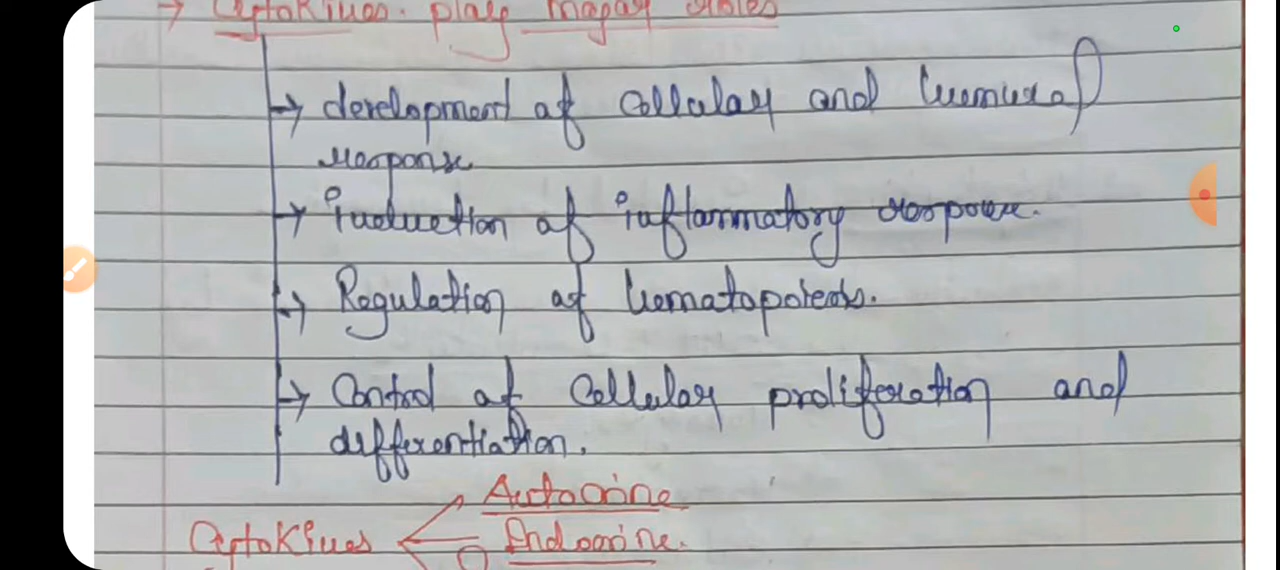 → Cytokines play major roles
→ development of cellular and humural
response
→ induction of inflammatory response.
→ Regulation of hematopoiesis.
→ Control of cellular proliferation and
differentiation.
Autocrine
Cytokines Endocrine.